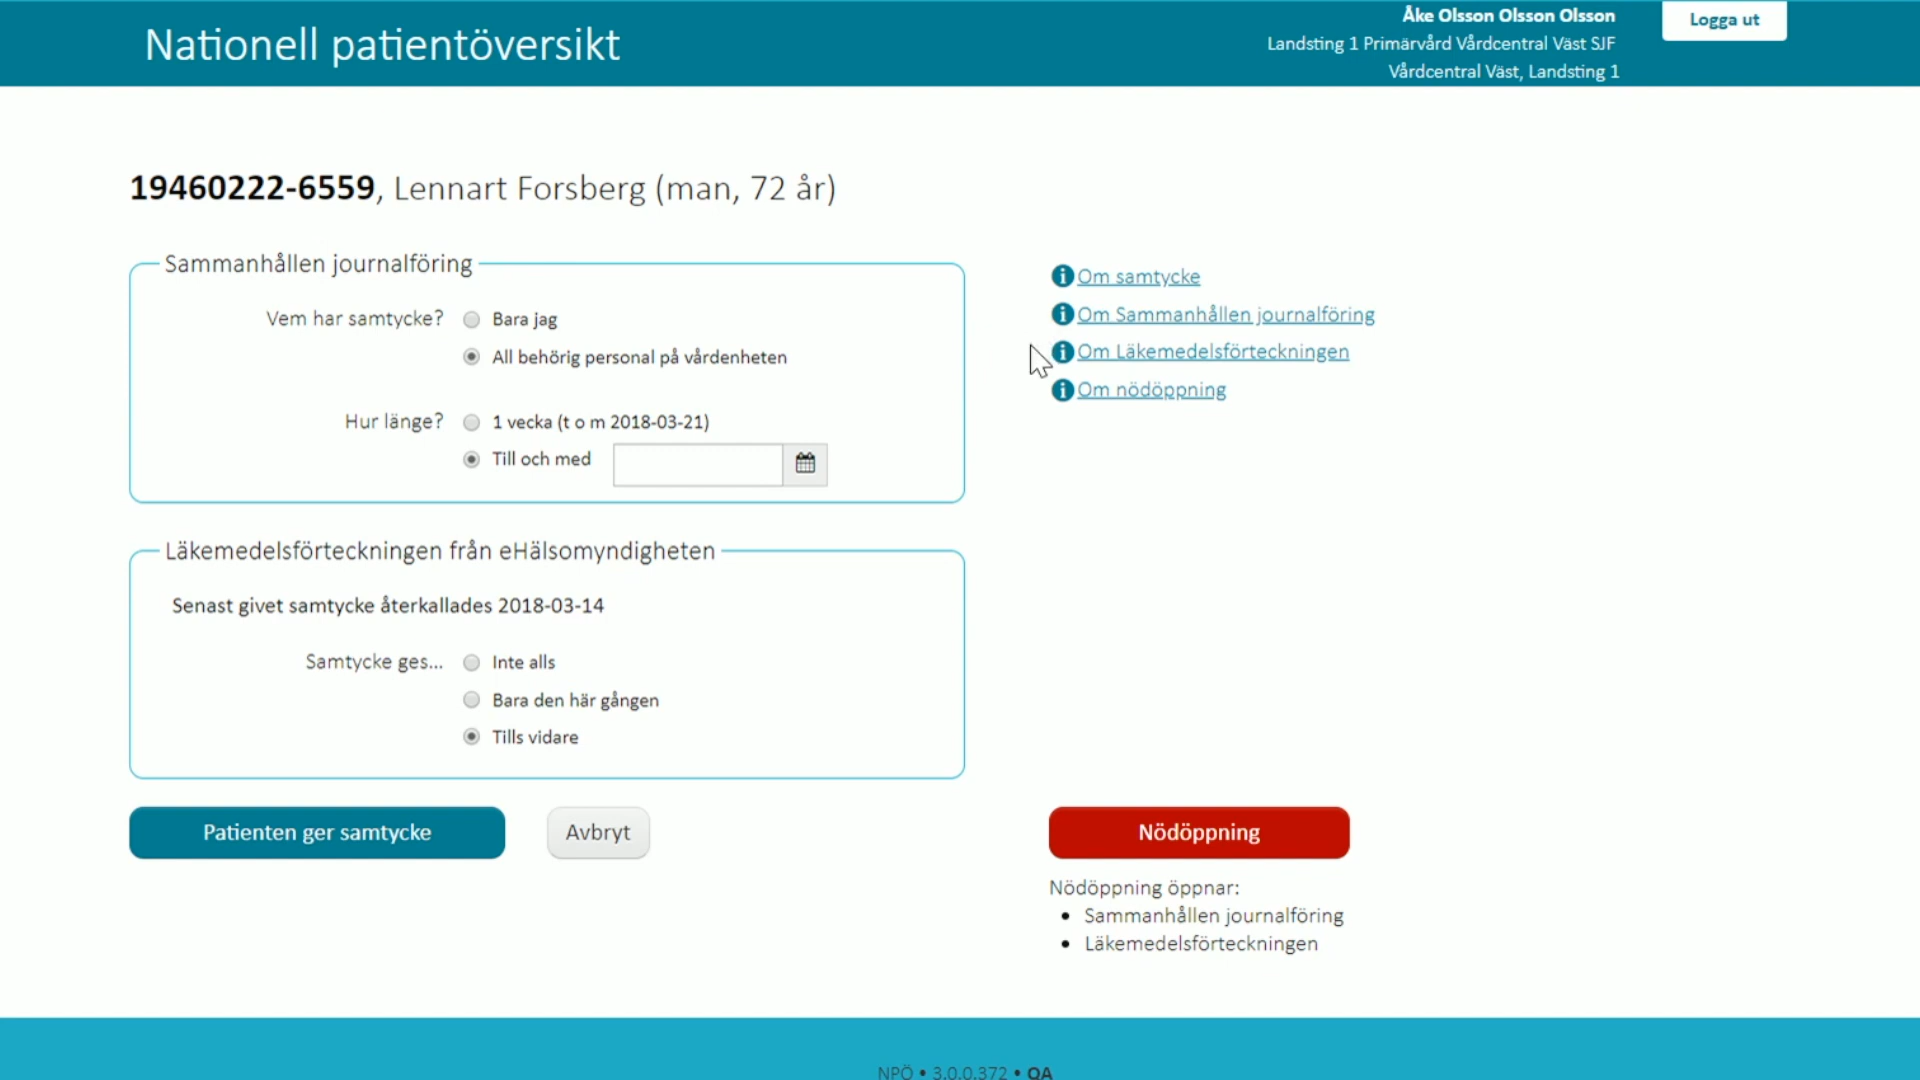 Nationell patientöversikt
Åke Olsson Olsson Olsson
Landsting 1 Primärvård Vårdcentral Väst SJF
Vårdcentral Väst, Landsting 1
Logga ut
19460222-6559, Lennart Forsberg (man, 72 år)
Sammanhållen journalföring
Vem har samtycke? Bara jag
All behörig personal på vårdenheten
Hur länge? 1 vecka (t o m 2018-03-21)
Till och med
Om samtycke
Om Sammanhållen journalföring
Om Läkemedelsförteckningen
Om nödöppning
Läkemedelsförteckningen från eHälsomyndigheten
Senast givet samtycke återkallades 2018-03-14
Samtycke ges... Inte alls
Bara den här gången
Tills vidare
Patienten ger samtycke
Avbryt
Nödöppning
Nödöppning öppnar:
• Sammanhållen journalföring
• Läkemedelsförteckningen
NPÖ • 3.0.0.372 • QA